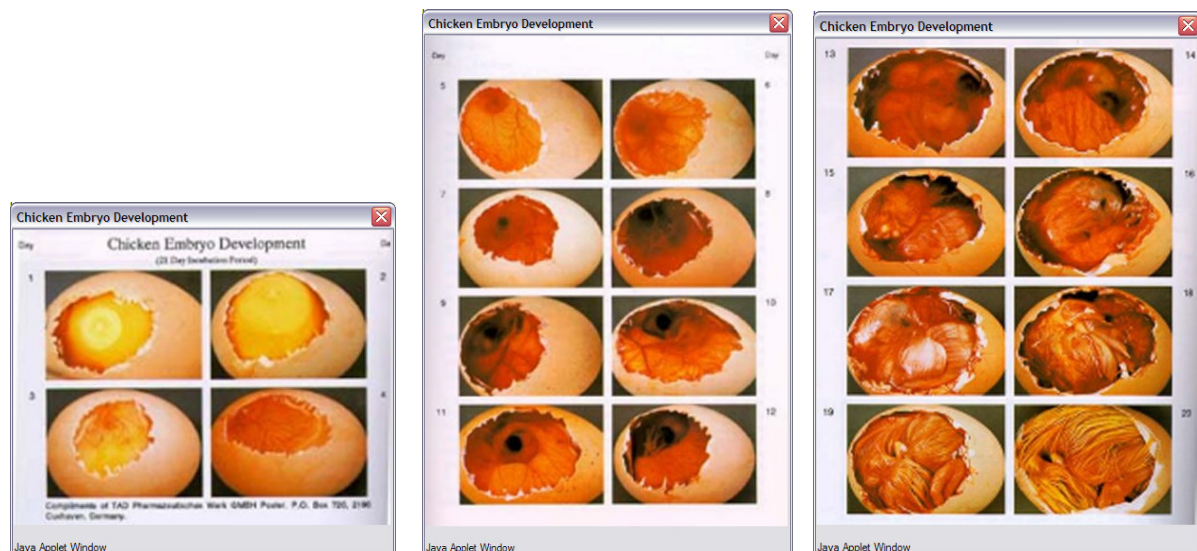 Chicken Embryo Development
Day
Chicken Embryo Development
Da
(21 Day Incubation Period)
1
2
3
4
Compliments of TAD Pharmazeutisches Werk GMBH Poster, P.O. Box 720, 2190
Cuxhaven, Germany.
Java Applet Window
Chicken Embryo Development
Day
Day
5
6
7
8
9
10
11
12
Java Applet Window
Chicken Embryo Development
13
14
15
16
17
18
19
20
Java Applet Window